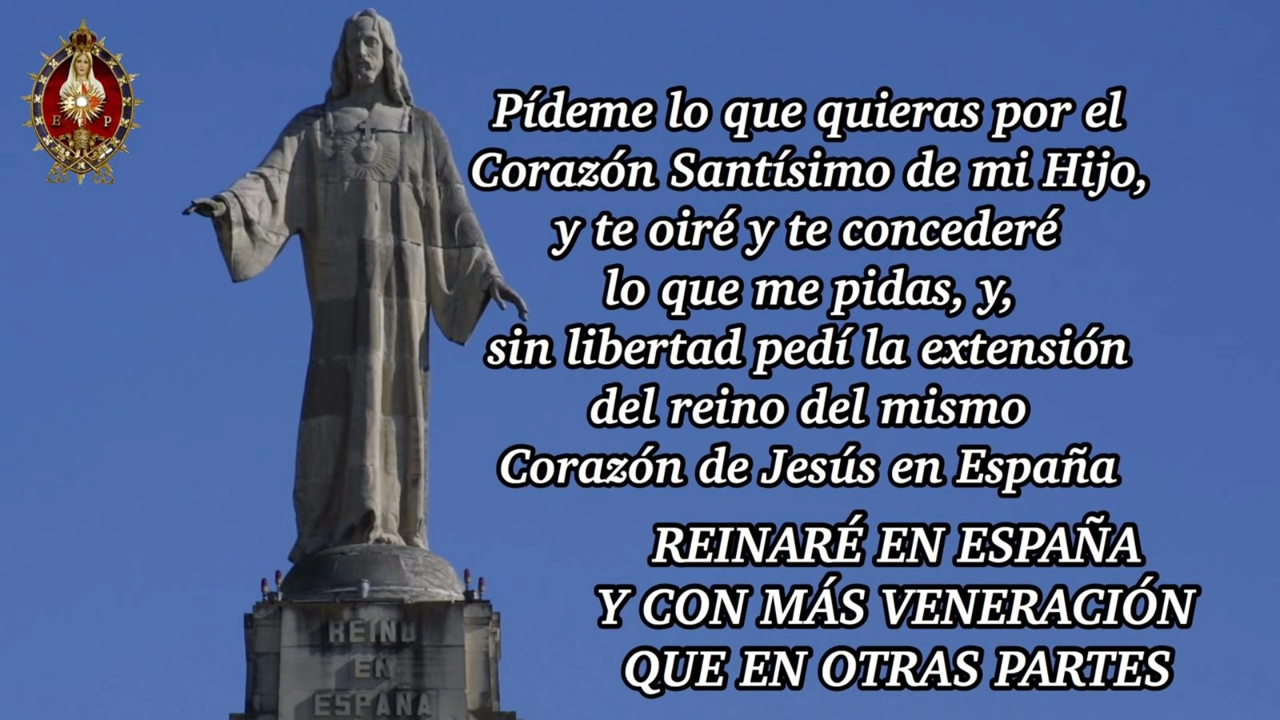 E P
Pídeme lo que quieras por el
Corazón Santísimo de mi Hijo,
y te oiré y te concederé
lo que me pidas, y,
sin libertad pedí la extensión
del reino del mismo
Corazón de Jesús en España
REINARÉ EN ESPAÑA
Y CON MÁS VENERACIÓN
QUE EN OTRAS PARTES
REINO
EN
ESPAÑA